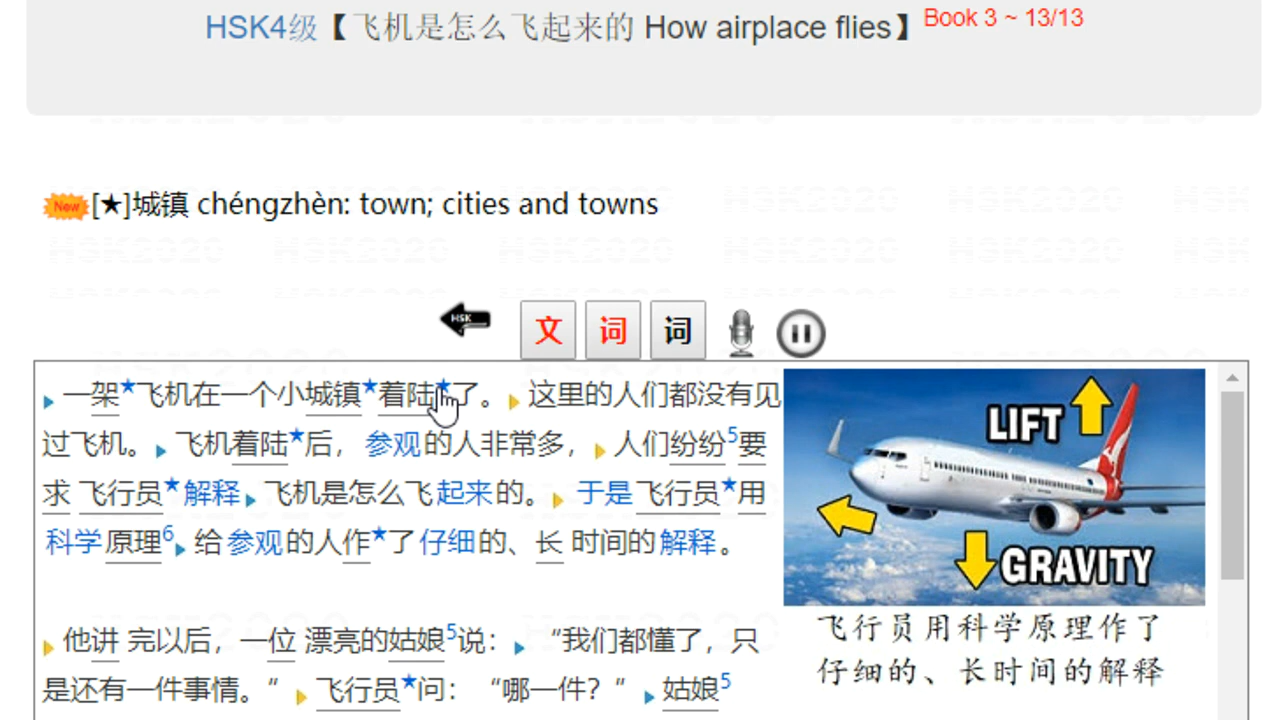 HSK4级【飞机是怎么飞起来的 How airplace flies】Book 3 ~ 13/13
New [★]城镇 chéngzhèn: town; cities and towns
HSK 文 词 词
一架★飞机在一个小城镇★着陆★了。这里的人们都没有见
过飞机。飞机着陆★后，参观的人非常多，人们纷纷5要
求 飞行员★解释 飞机是怎么飞起来的。于是飞行员★用
科学原理6 给参观的人作★了仔细的、长 时间的解释。
他讲 完以后，一位 漂亮的姑娘5说：“我们都懂了，只
是还有一件事情。” 飞行员★问：“哪一件？” 姑娘5
LIFT
GRAVITY
飞行员用科学原理作了
仔细的、长时间的解释